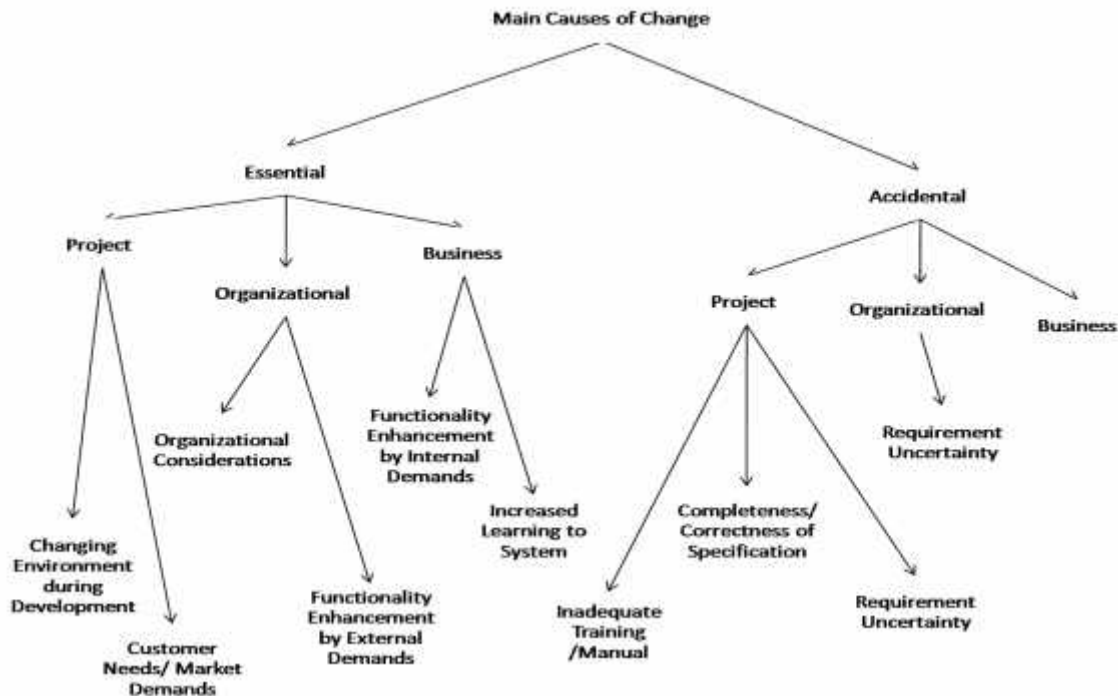 Main Causes of Change
Essential
Accidental
Project
Organizational
Business
Project
Organizational
Business
Organizational
Considerations
Functionality
Enhancement
by Internal
Demands
Requirement
Uncertainty
Changing
Environment
during
Development
Increased
Learning to
System
Completeness/
Correctness of
Specification
Customer
Needs/ Market
Demands
Functionality
Enhancement
by External
Demands
Inadequate
Training
/Manual
Requirement
Uncertainty